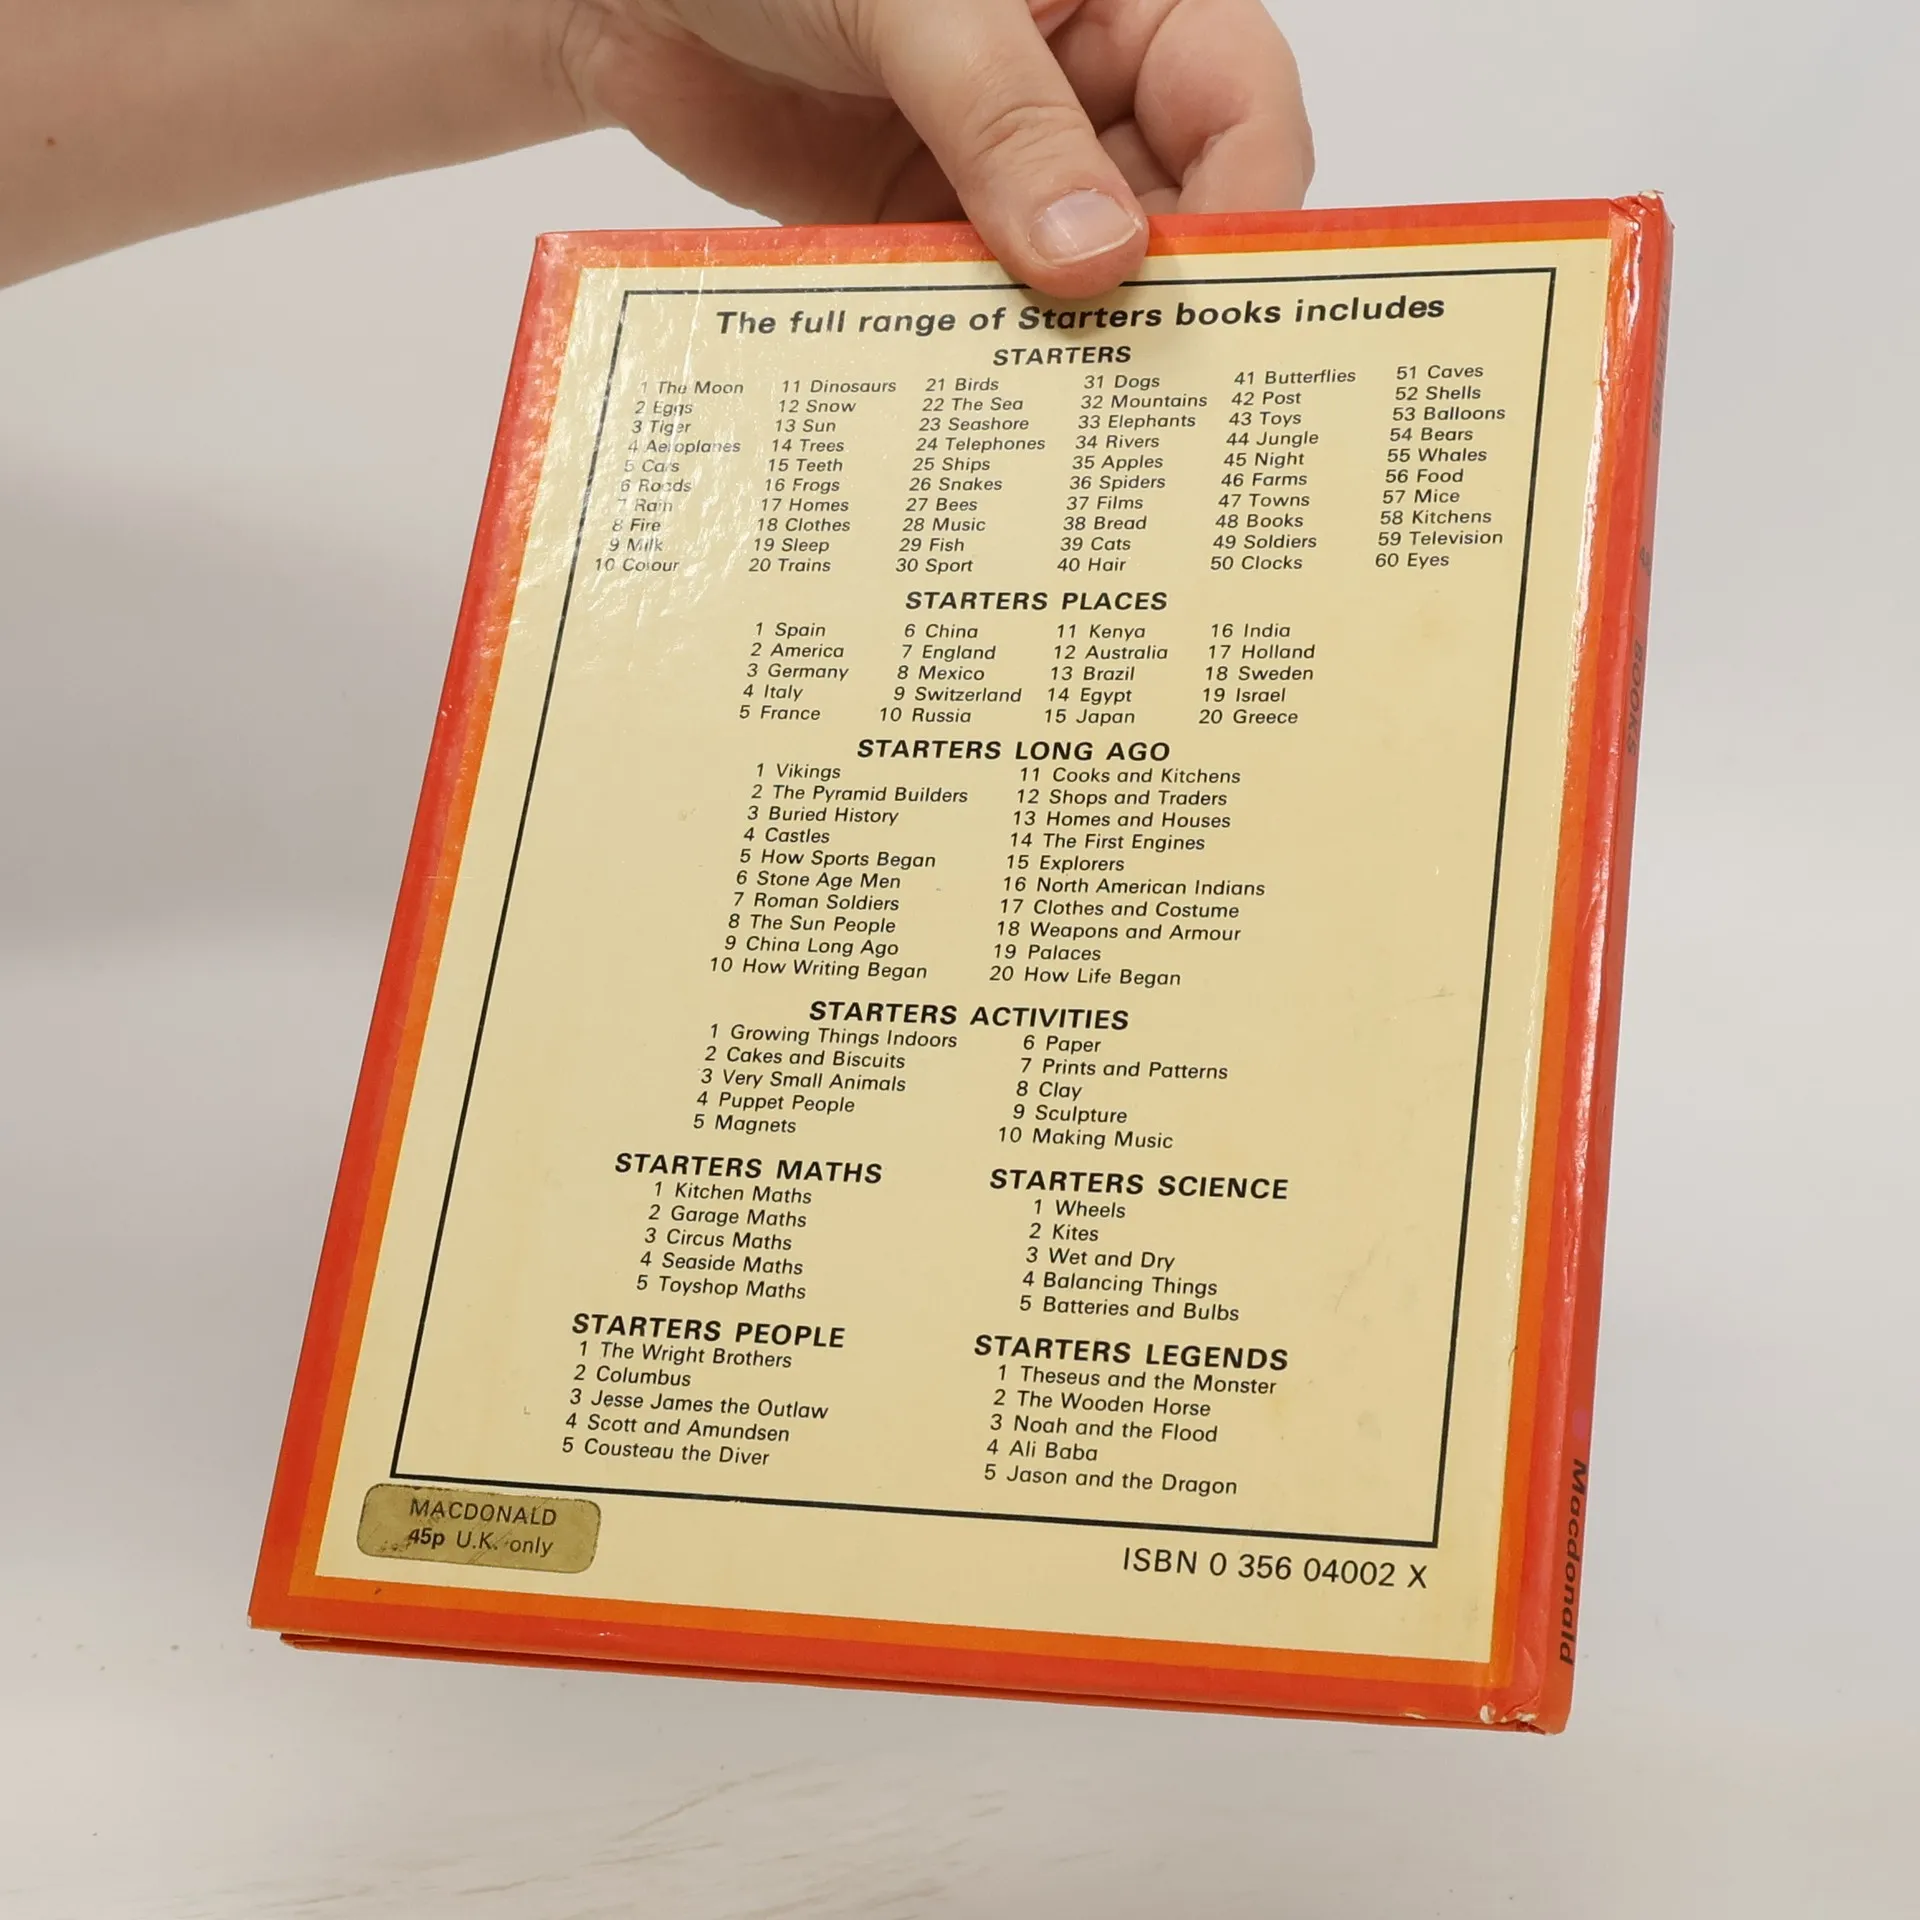 The full range of Starters books includes
STARTERS
1 The Moon
2 Eggs
3 Tiger
4 Aeroplanes
5 Cars
6 Roads
7 Rain
8 Fire
9 Milk
10 Colour
11 Dinosaurs
12 Snow
13 Sun
14 Trees
15 Teeth
16 Frogs
17 Homes
18 Clothes
19 Sleep
20 Trains
21 Birds
22 The Sea
23 Seashore
24 Telephones
25 Ships
26 Snakes
27 Bees
28 Music
29 Fish
30 Sport
31 Dogs
32 Mountains
33 Elephants
34 Rivers
35 Apples
36 Spiders
37 Films
38 Bread
39 Cats
40 Hair
41 Butterflies
42 Post
43 Toys
44 Jungle
45 Night
46 Farms
47 Towns
48 Books
49 Soldiers
50 Clocks
51 Caves
52 Shells
53 Balloons
54 Bears
55 Whales
56 Food
57 Mice
58 Kitchens
59 Television
60 Eyes
STARTERS PLACES
1 Spain
2 America
3 Germany
4 Italy
5 France
6 China
7 England
8 Mexico
9 Switzerland
10 Russia
11 Kenya
12 Australia
13 Brazil
14 Egypt
15 Japan
16 India
17 Holland
18 Sweden
19 Israel
20 Greece
STARTERS LONG AGO
1 Vikings
2 The Pyramid Builders
3 Buried History
4 Castles
5 How Sports Began
6 Stone Age Men
7 Roman Soldiers
8 The Sun People
9 China Long Ago
10 How Writing Began
11 Cooks and Kitchens
12 Shops and Traders
13 Homes and Houses
14 The First Engines
15 Explorers
16 North American Indians
17 Clothes and Costume
18 Weapons and Armour
19 Palaces
20 How Life Began
STARTERS ACTIVITIES
1 Growing Things Indoors
2 Cakes and Biscuits
3 Very Small Animals
4 Puppet People
5 Magnets
6 Paper
7 Prints and Patterns
8 Clay
9 Sculpture
10 Making Music
STARTERS MATHS
1 Kitchen Maths
2 Garage Maths
3 Circus Maths
4 Seaside Maths
5 Toyshop Maths
STARTERS SCIENCE
1 Wheels
2 Kites
3 Wet and Dry
4 Balancing Things
5 Batteries and Bulbs
STARTERS PEOPLE
1 The Wright Brothers
2 Columbus
3 Jesse James the Outlaw
4 Scott and Amundsen
5 Cousteau the Diver
STARTERS LEGENDS
1 Theseus and the Monster
2 The Wooden Horse
3 Noah and the Flood
4 Ali Baba
5 Jason and the Dragon
MACDONALD
45p U.K. only
ISBN 0 356 04002 X
STARTERS
48
BOOKS
Macdonald